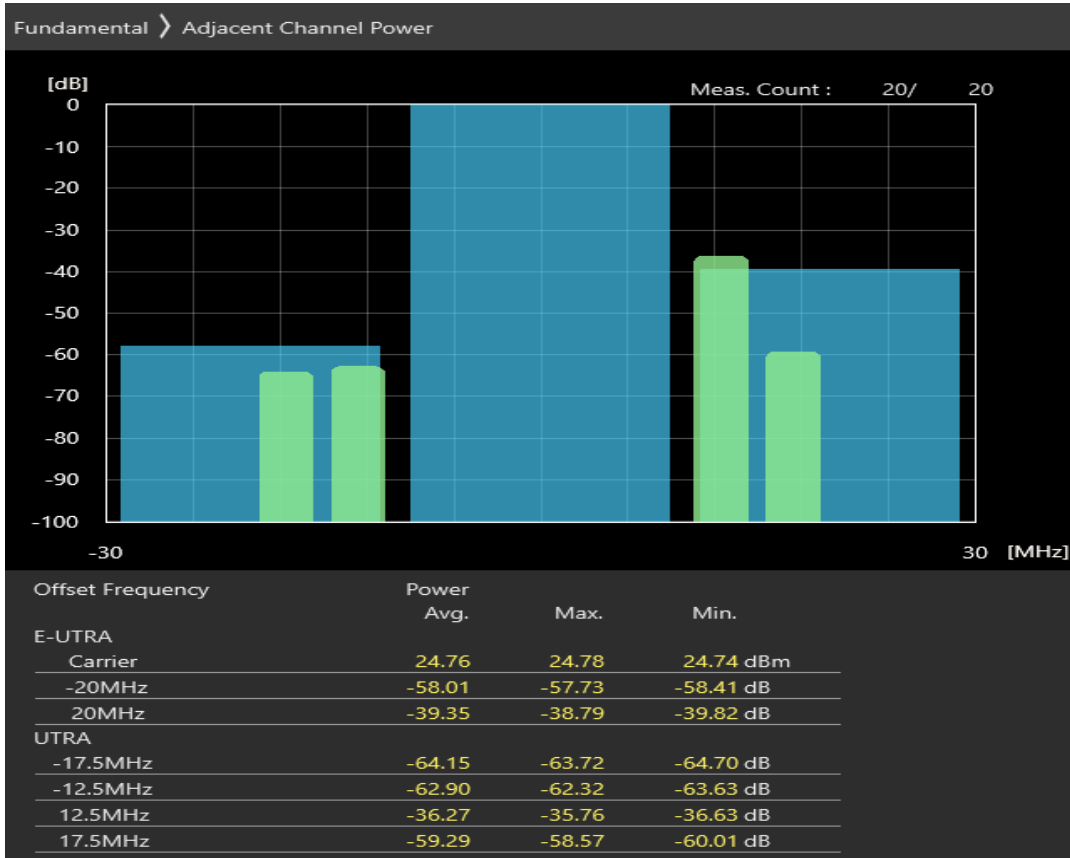 Fundamental 〉 Adjacent Channel Power
[dB]
Meas. Count : 20/ 20
0
-10
-20
-30
-40
-50
-60
-70
-80
-90
-100
-30 30 [MHz]
Offset Frequency Power
Avg. Max. Min.
E-UTRA
Carrier 24.76 24.78 24.74 dBm
-20MHz -58.01 -57.73 -58.41 dB
20MHz -39.35 -38.79 -39.82 dB
UTRA
-17.5MHz -64.15 -63.72 -64.70 dB
-12.5MHz -62.90 -62.32 -63.63 dB
12.5MHz -36.27 -35.76 -36.63 dB
17.5MHz -59.29 -58.57 -60.01 dB